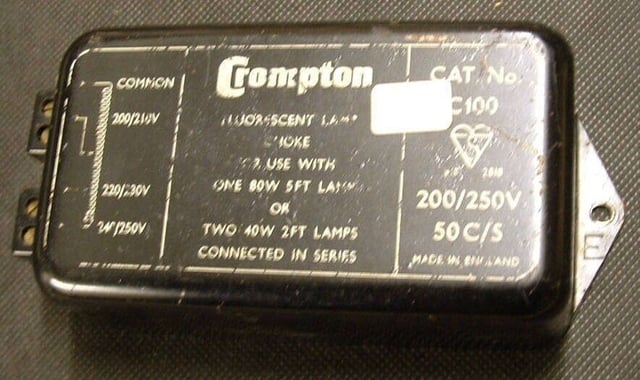 COMMON
200/210V
220/230V
240/250V
Crompton
FLUORESCENT LAMP
CHOKE
FOR USE WITH
ONE 80W 5FT LAMP
OR
TWO 40W 2FT LAMPS
CONNECTED IN SERIES
CAT. No.
C100
200/250V
50 C/S
MADE IN ENGLAND
E